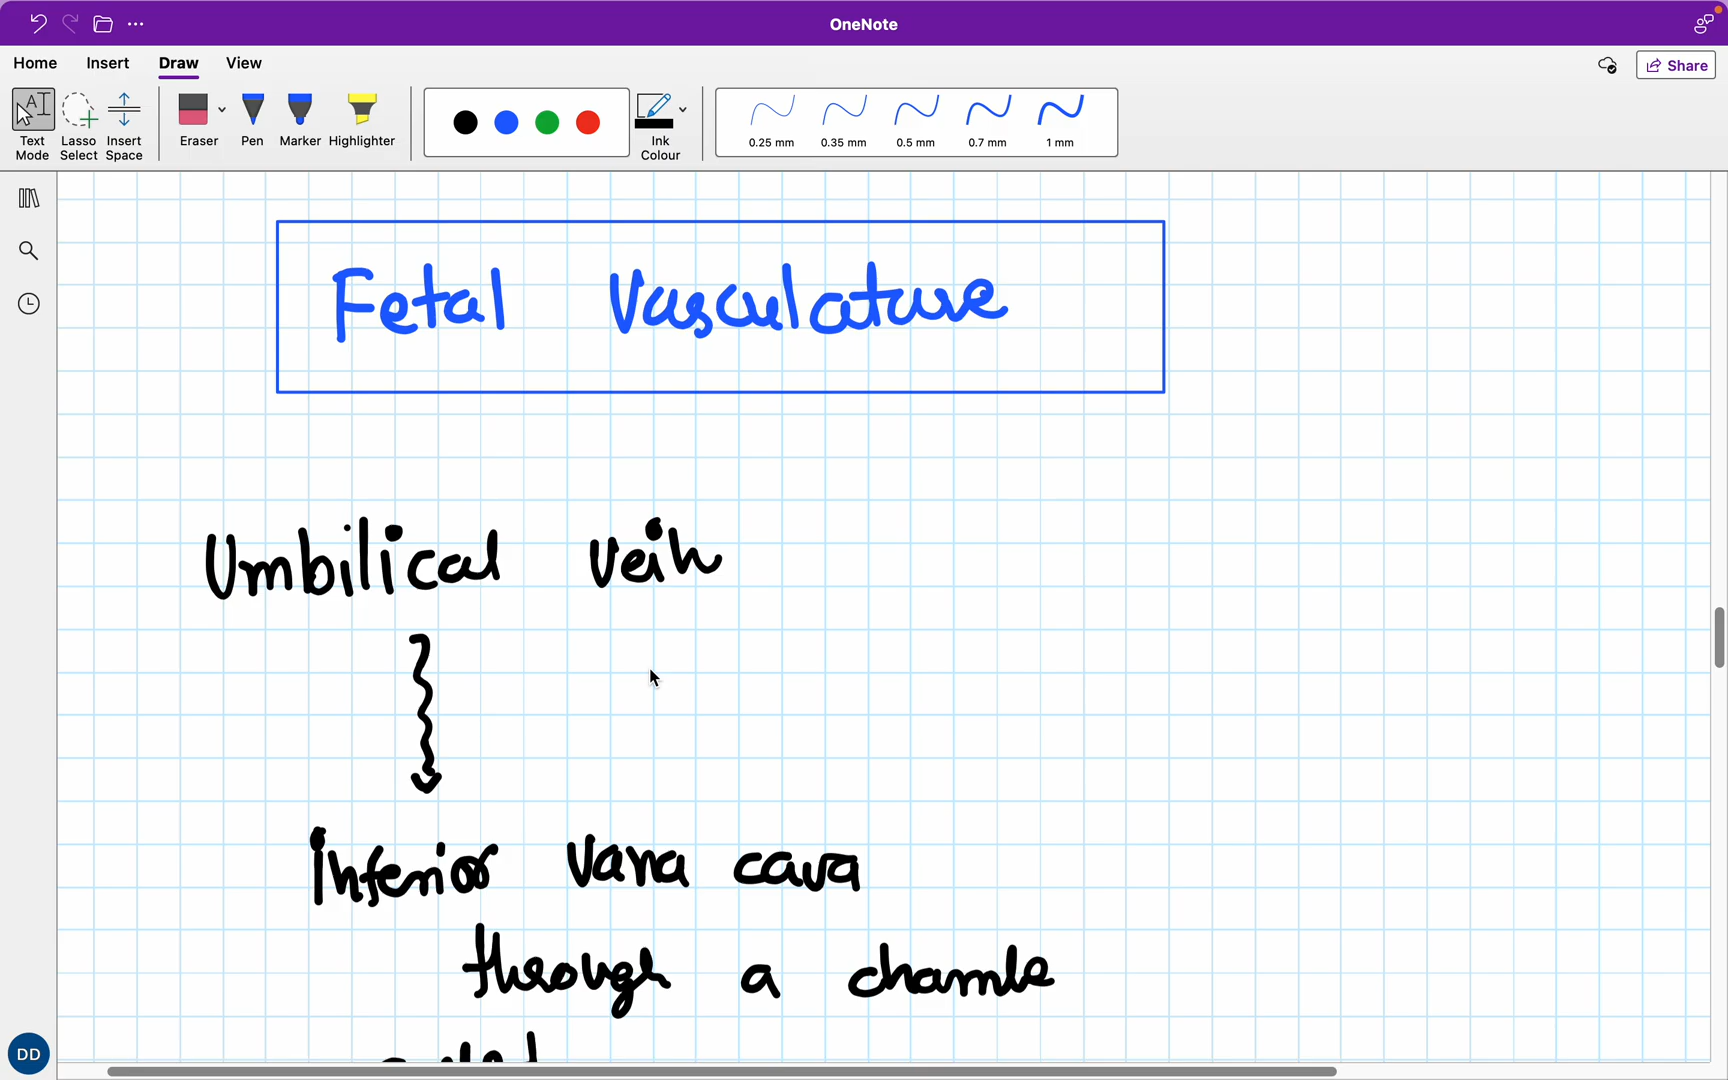 OneNote
Home Insert Draw View Share
Text Mode
Lasso Select
Insert Space
Eraser
Pen
Marker
Highlighter
Ink Colour
0.25 mm 0.35 mm 0.5 mm 0.7 mm 1 mm
Fetal Vasculature
Umbilical vein
inferior vana cava
through a chambe
DD